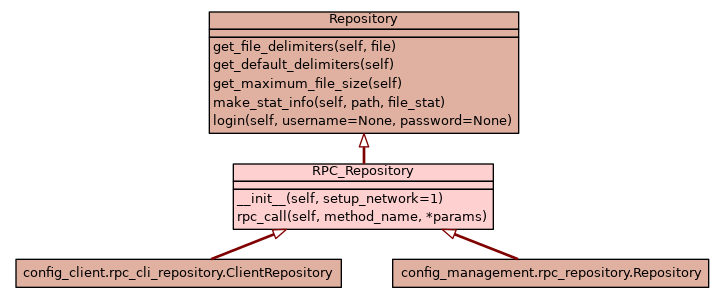 Repository
get_file_delimiters(self, file)
get_default_delimiters(self)
get_maximum_file_size(self)
make_stat_info(self, path, file_stat)
login(self, username=None, password=None)
RPC_Repository
__init__(self, setup_network=1)
rpc_call(self, method_name, *params)
config_client.rpc_cli_repository.ClientRepository
config_management.rpc_repository.Repository